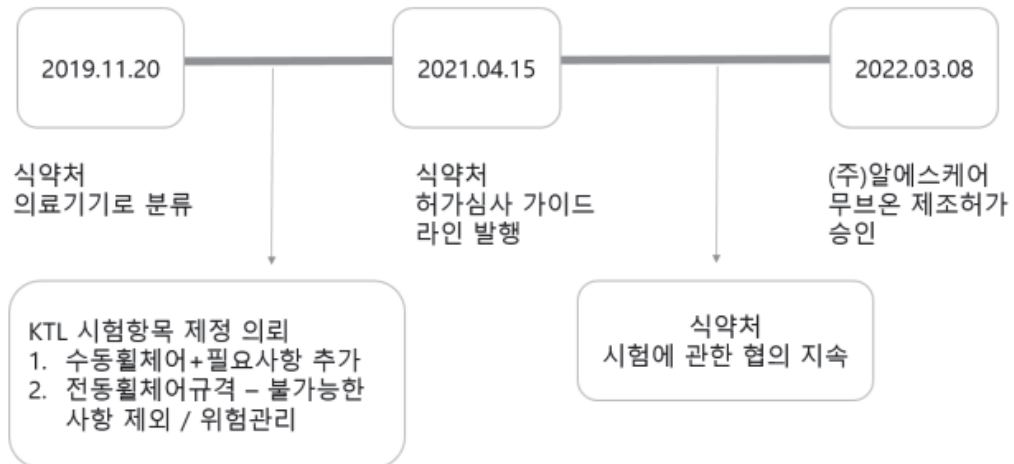 2019.11.20
2021.04.15
2022.03.08
식약처
의료기기로 분류
식약처
허가심사 가이드
라인 발행
(주)알에스케어
무브온 제조허가
승인
KTL 시험항목 제정 의뢰
1. 수동휠체어+필요사항 추가
2. 전동휠체어규격 – 불가능한
사항 제외 / 위험관리
식약처
시험에 관한 협의 지속